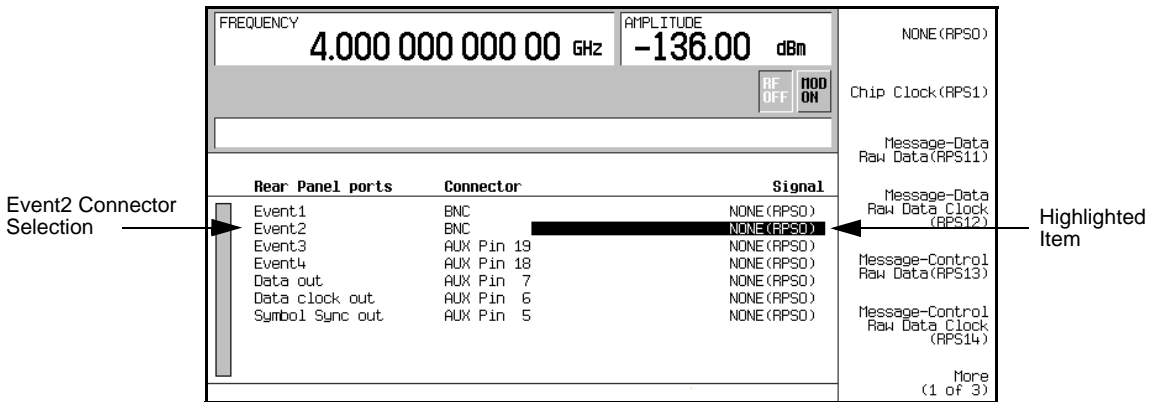 FREQUENCY
4.000 000 000 00 GHz
AMPLITUDE
-136.00 dBm
RF OFF
MOD ON
NONE(RPS0)
Chip Clock(RPS1)
Message-Data
Raw Data(RPS11)
Message-Data
Raw Data Clock
(RPS12)
Message-Control
Raw Data(RPS13)
Message-Control
Raw Data Clock
(RPS14)
More
(1 of 3)
Rear Panel ports Connector Signal
Event1 BNC NONE(RPS0)
Event2 BNC NONE(RPS0)
Event3 AUX Pin 19 NONE(RPS0)
Event4 AUX Pin 18 NONE(RPS0)
Data out AUX Pin 7 NONE(RPS0)
Data clock out AUX Pin 6 NONE(RPS0)
Symbol Sync out AUX Pin 5 NONE(RPS0)
Event2 Connector
Selection
Highlighted
Item